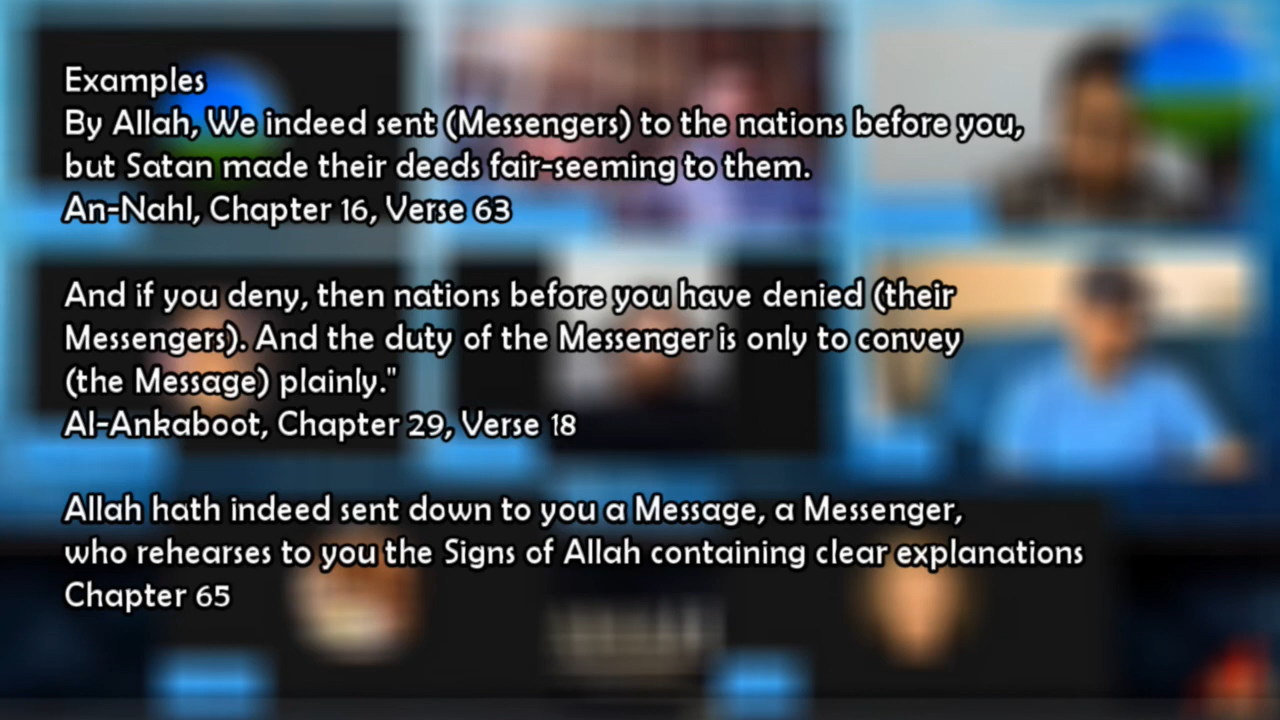 Examples
By Allah, We indeed sent (Messengers) to the nations before you,
but Satan made their deeds fair-seeming to them.
An-Nahl, Chapter 16, Verse 63
And if you deny, then nations before you have denied (their
Messengers). And the duty of the Messenger is only to convey
(the Message) plainly."
Al-Ankaboot, Chapter 29, Verse 18
Allah hath indeed sent down to you a Message, a Messenger,
who rehearses to you the Signs of Allah containing clear explanations
Chapter 65